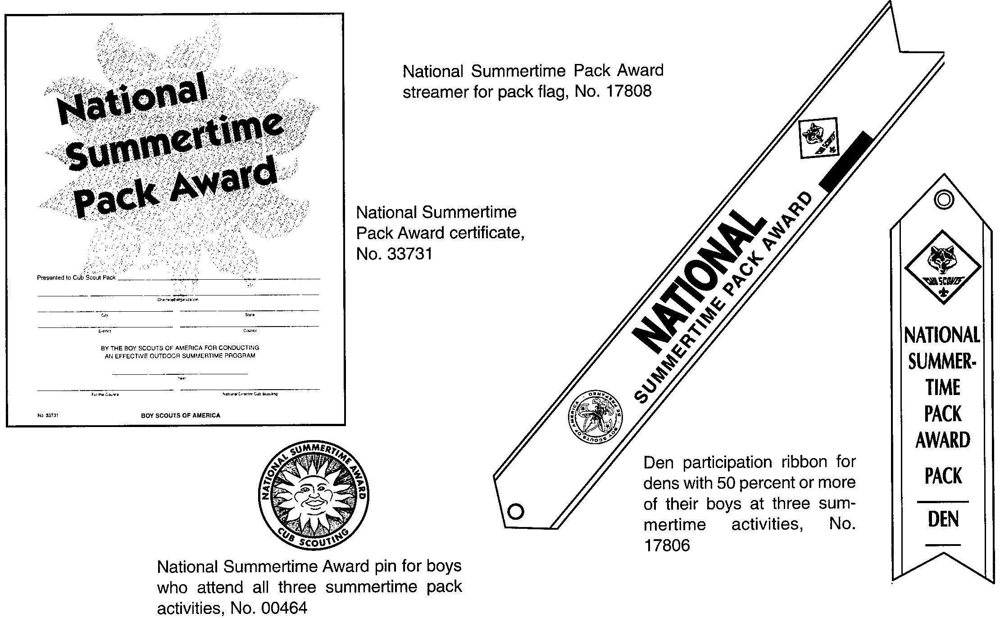 National
Summertime
Pack Award
Presented to Cub Scout Pack
Chartered organization
City
State
District
Council
BY THE BOY SCOUTS OF AMERICA FOR CONDUCTING
AN EFFECTIVE OUTDOOR SUMMERTIME PROGRAM
Year
For the Council
National Director Cub Scouting
No 33731
BOY SCOUTS OF AMERICA
National Summertime Pack Award
streamer for pack flag, No. 17808
National Summertime
Pack Award certificate,
No. 33731
CUB SCOUTS
NATIONAL
SUMMERTIME PACK AWARD
BE PREPARED · BOY SCOUTS OF AMERICA ·
NATIONAL SUMMERTIME AWARD
CUB SCOUTING
National Summertime Award pin for boys
who attend all three summertime pack
activities, No. 00464
Den participation ribbon for
dens with 50 percent or more
of their boys at three sum-
mertime activities, No.
17806
CUB SCOUTS
NATIONAL
SUMMER-
TIME
PACK
AWARD
PACK
DEN